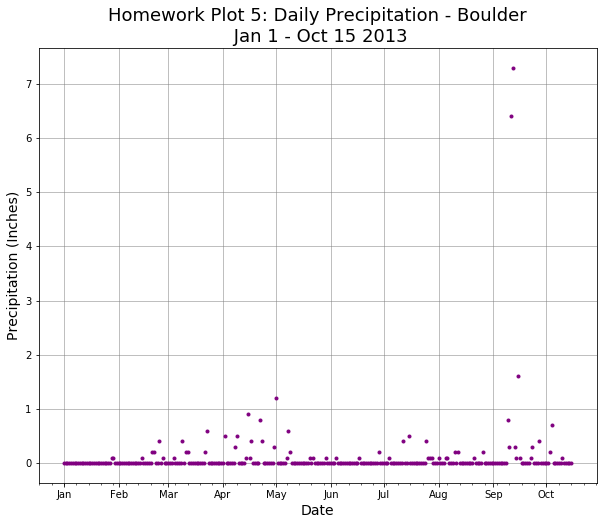 Homework Plot 5: Daily Precipitation - Boulder
Jan 1 - Oct 15 2013
Precipitation (Inches)
7
6
5
4
3
2
1
0
Jan Feb Mar Apr May Jun Jul Aug Sep Oct
Date